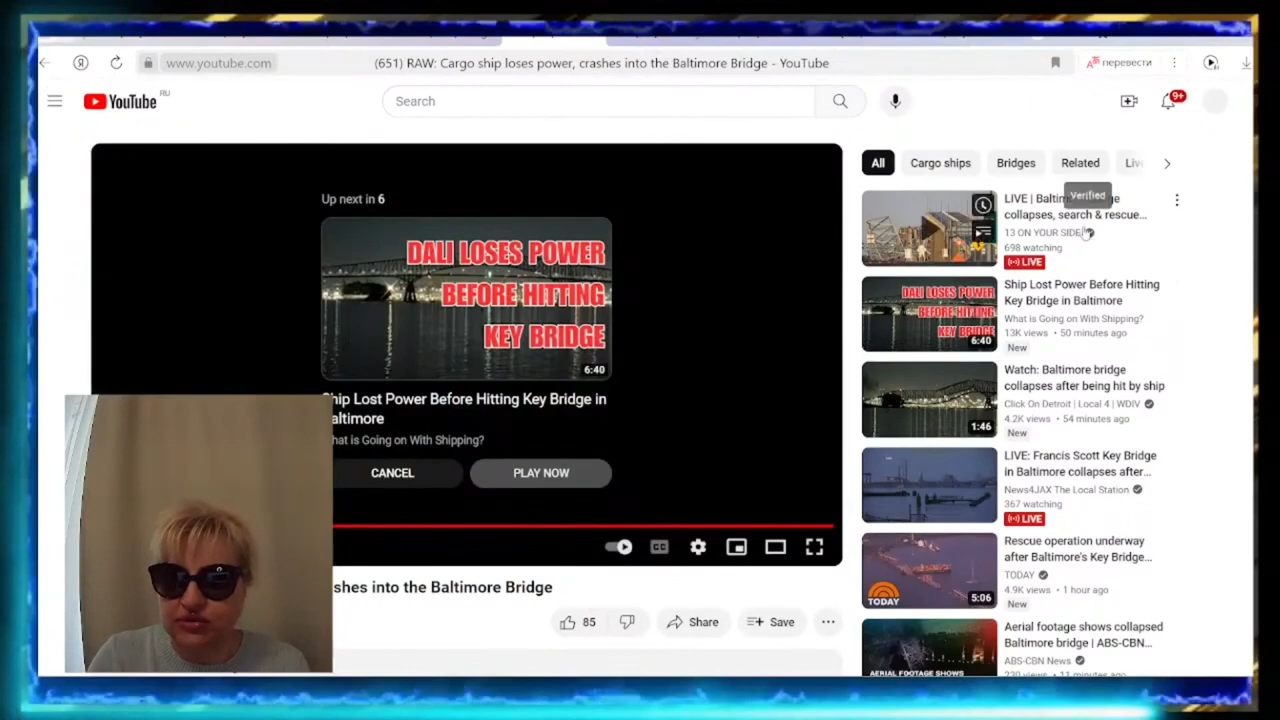 www.youtube.com
(651) RAW: Cargo ship loses power, crashes into the Baltimore Bridge - YouTube
перевести
YouTube
RU
Search
9+
Up next in 6
DALI LOSES POWER
BEFORE HITTING
KEY BRIDGE
6:40
Ship Lost Power Before Hitting Key Bridge in
altimore
hat is Going on With Shipping?
CANCEL
PLAY NOW
CC
shes into the Baltimore Bridge
85
Share
Save
All
Cargo ships
Bridges
Related
Liv
Verified
LIVE | Baltim
collapses, search & rescue...
13 ON YOUR SIDE
698 watching
LIVE
DALI LOSES POWER
BEFORE HITTING
KEY BRIDGE
6:40
Ship Lost Power Before Hitting
Key Bridge in Baltimore
What is Going on With Shipping?
13K views • 50 minutes ago
New
1:46
Watch: Baltimore bridge
collapses after being hit by ship
Click On Detroit | Local 4 | WDIV
4.2K views • 54 minutes ago
New
LIVE: Francis Scott Key Bridge
in Baltimore collapses after...
News4JAX The Local Station
367 watching
LIVE
TODAY
5:06
Rescue operation underway
after Baltimore's Key Bridge...
TODAY
4.9K views • 1 hour ago
New
AERIAL FOOTAGE SHOWS
Aerial footage shows collapsed
Baltimore bridge | ABS-CBN...
ABS-CBN News